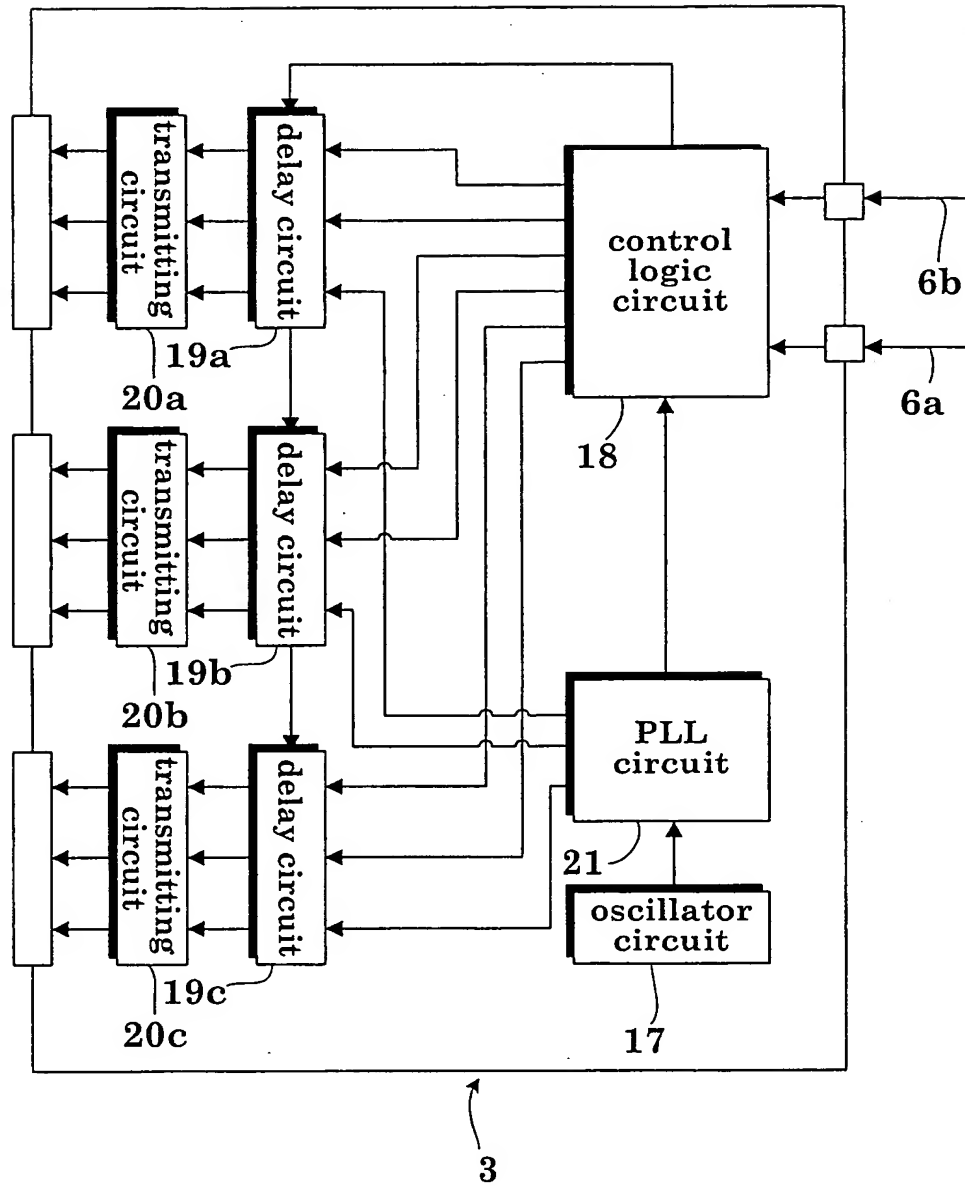 transmitting
circuit
delay circuit
control
logic
circuit
6b
19a
20a
6a
18
transmitting
circuit
delay circuit
19b
20b
PLL
circuit
21
transmitting
circuit
delay circuit
oscillator
circuit
19c
20c
17
3